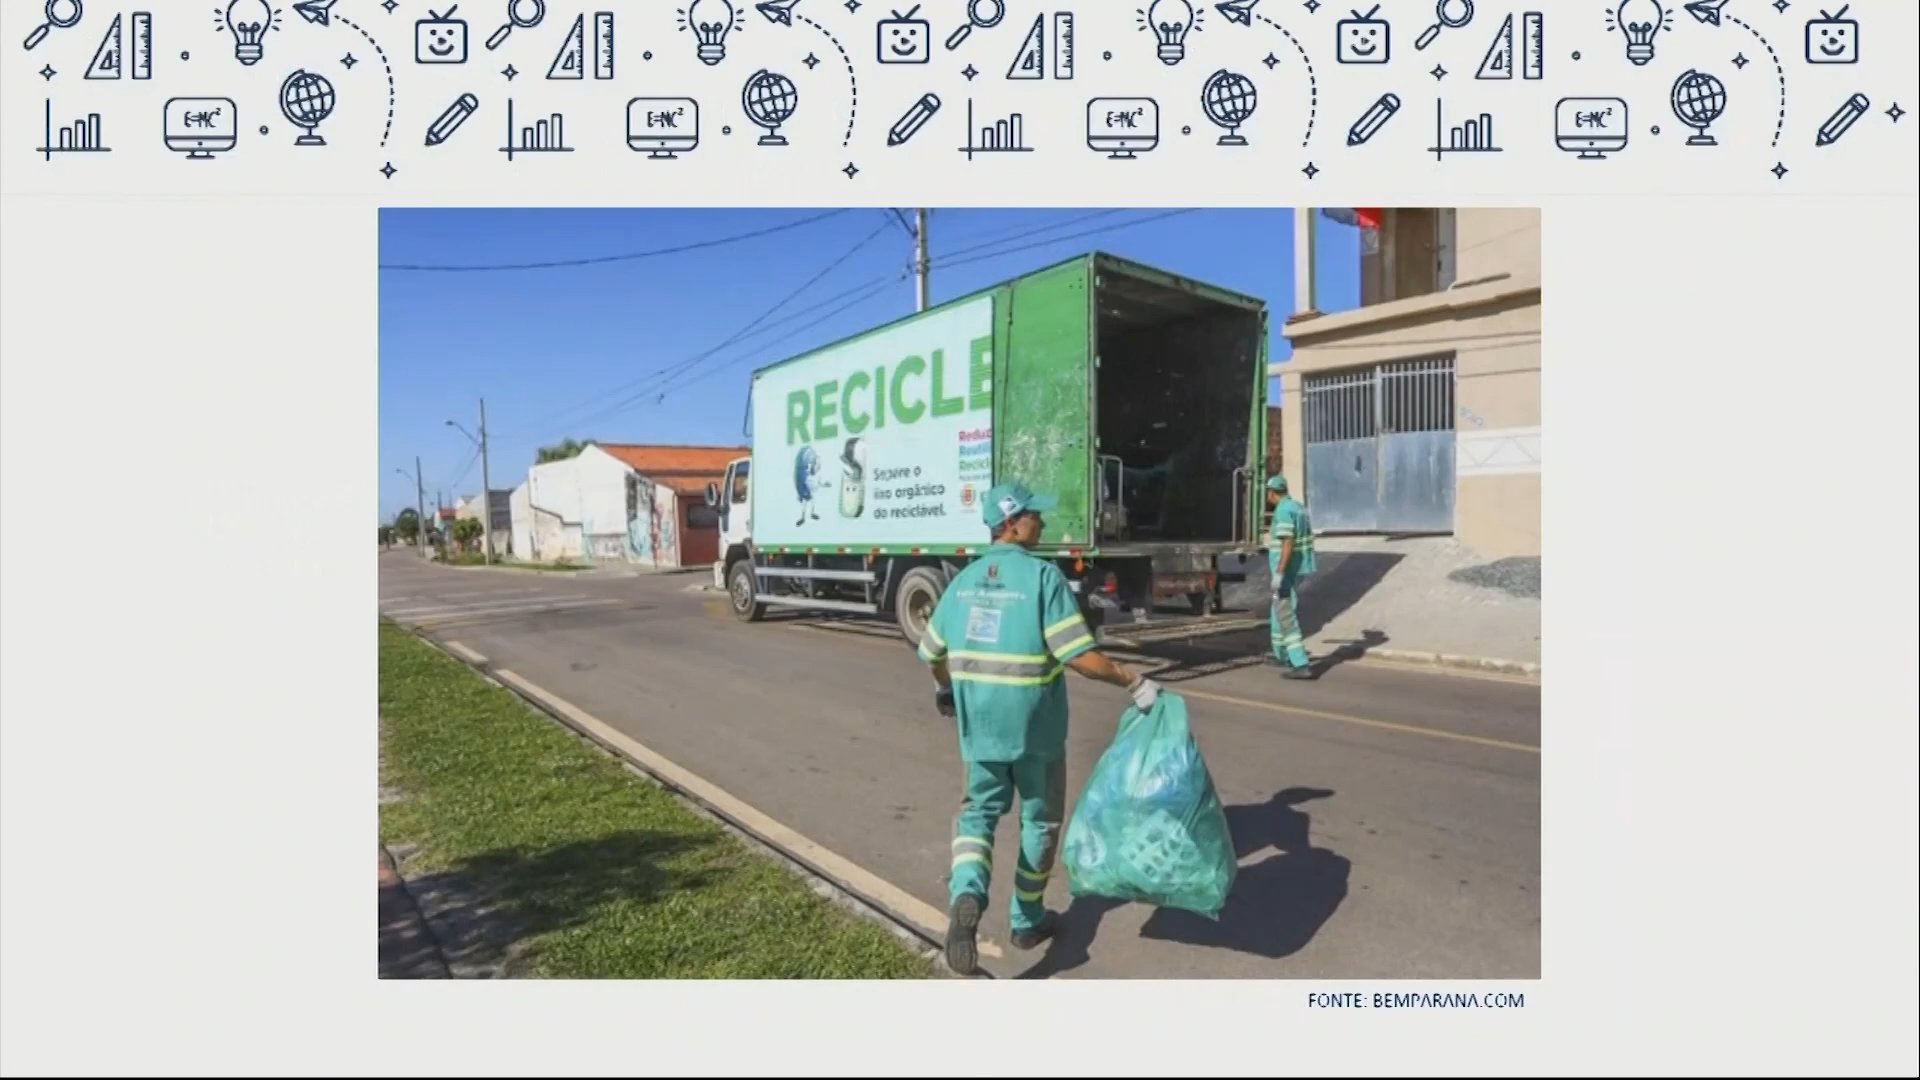 E=MC²
E=MC²
E=MC²
E=MC²
RECICLE
Separe o
lixo orgânico
do reciclável.
FONTE: BEMPARANA.COM